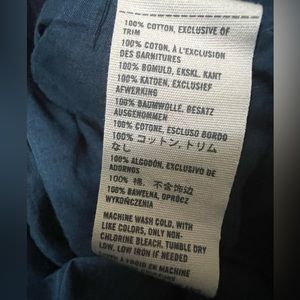 100% COTTON, EXCLUSIVE OF
TRIM
100% COTON, À L'EXCLUSION
DES GARNITURES
100% BOMULD, EKSKL. KANT
100% KATOEN, EXCLUSIEF
AFWERKING
100% BAUMWOLLE, BESATZ
AUSGENOMMEN
100% COTONE, ESCLUSO BORDO
100% コットン, トリム
なし
100% ALGODÓN, EXCLUSIVO DE
ADORNOS
100% 棉, 不含饰边
100% BAWEŁNA, OPRÓCZ
WYKOŃCZENIA
MACHINE WASH COLD, WITH
LIKE COLORS, ONLY NON-
CHLORINE BLEACH, TUMBLE DRY
LOW, LOW IRON IF NEEDED
À FROID EN MACHINE